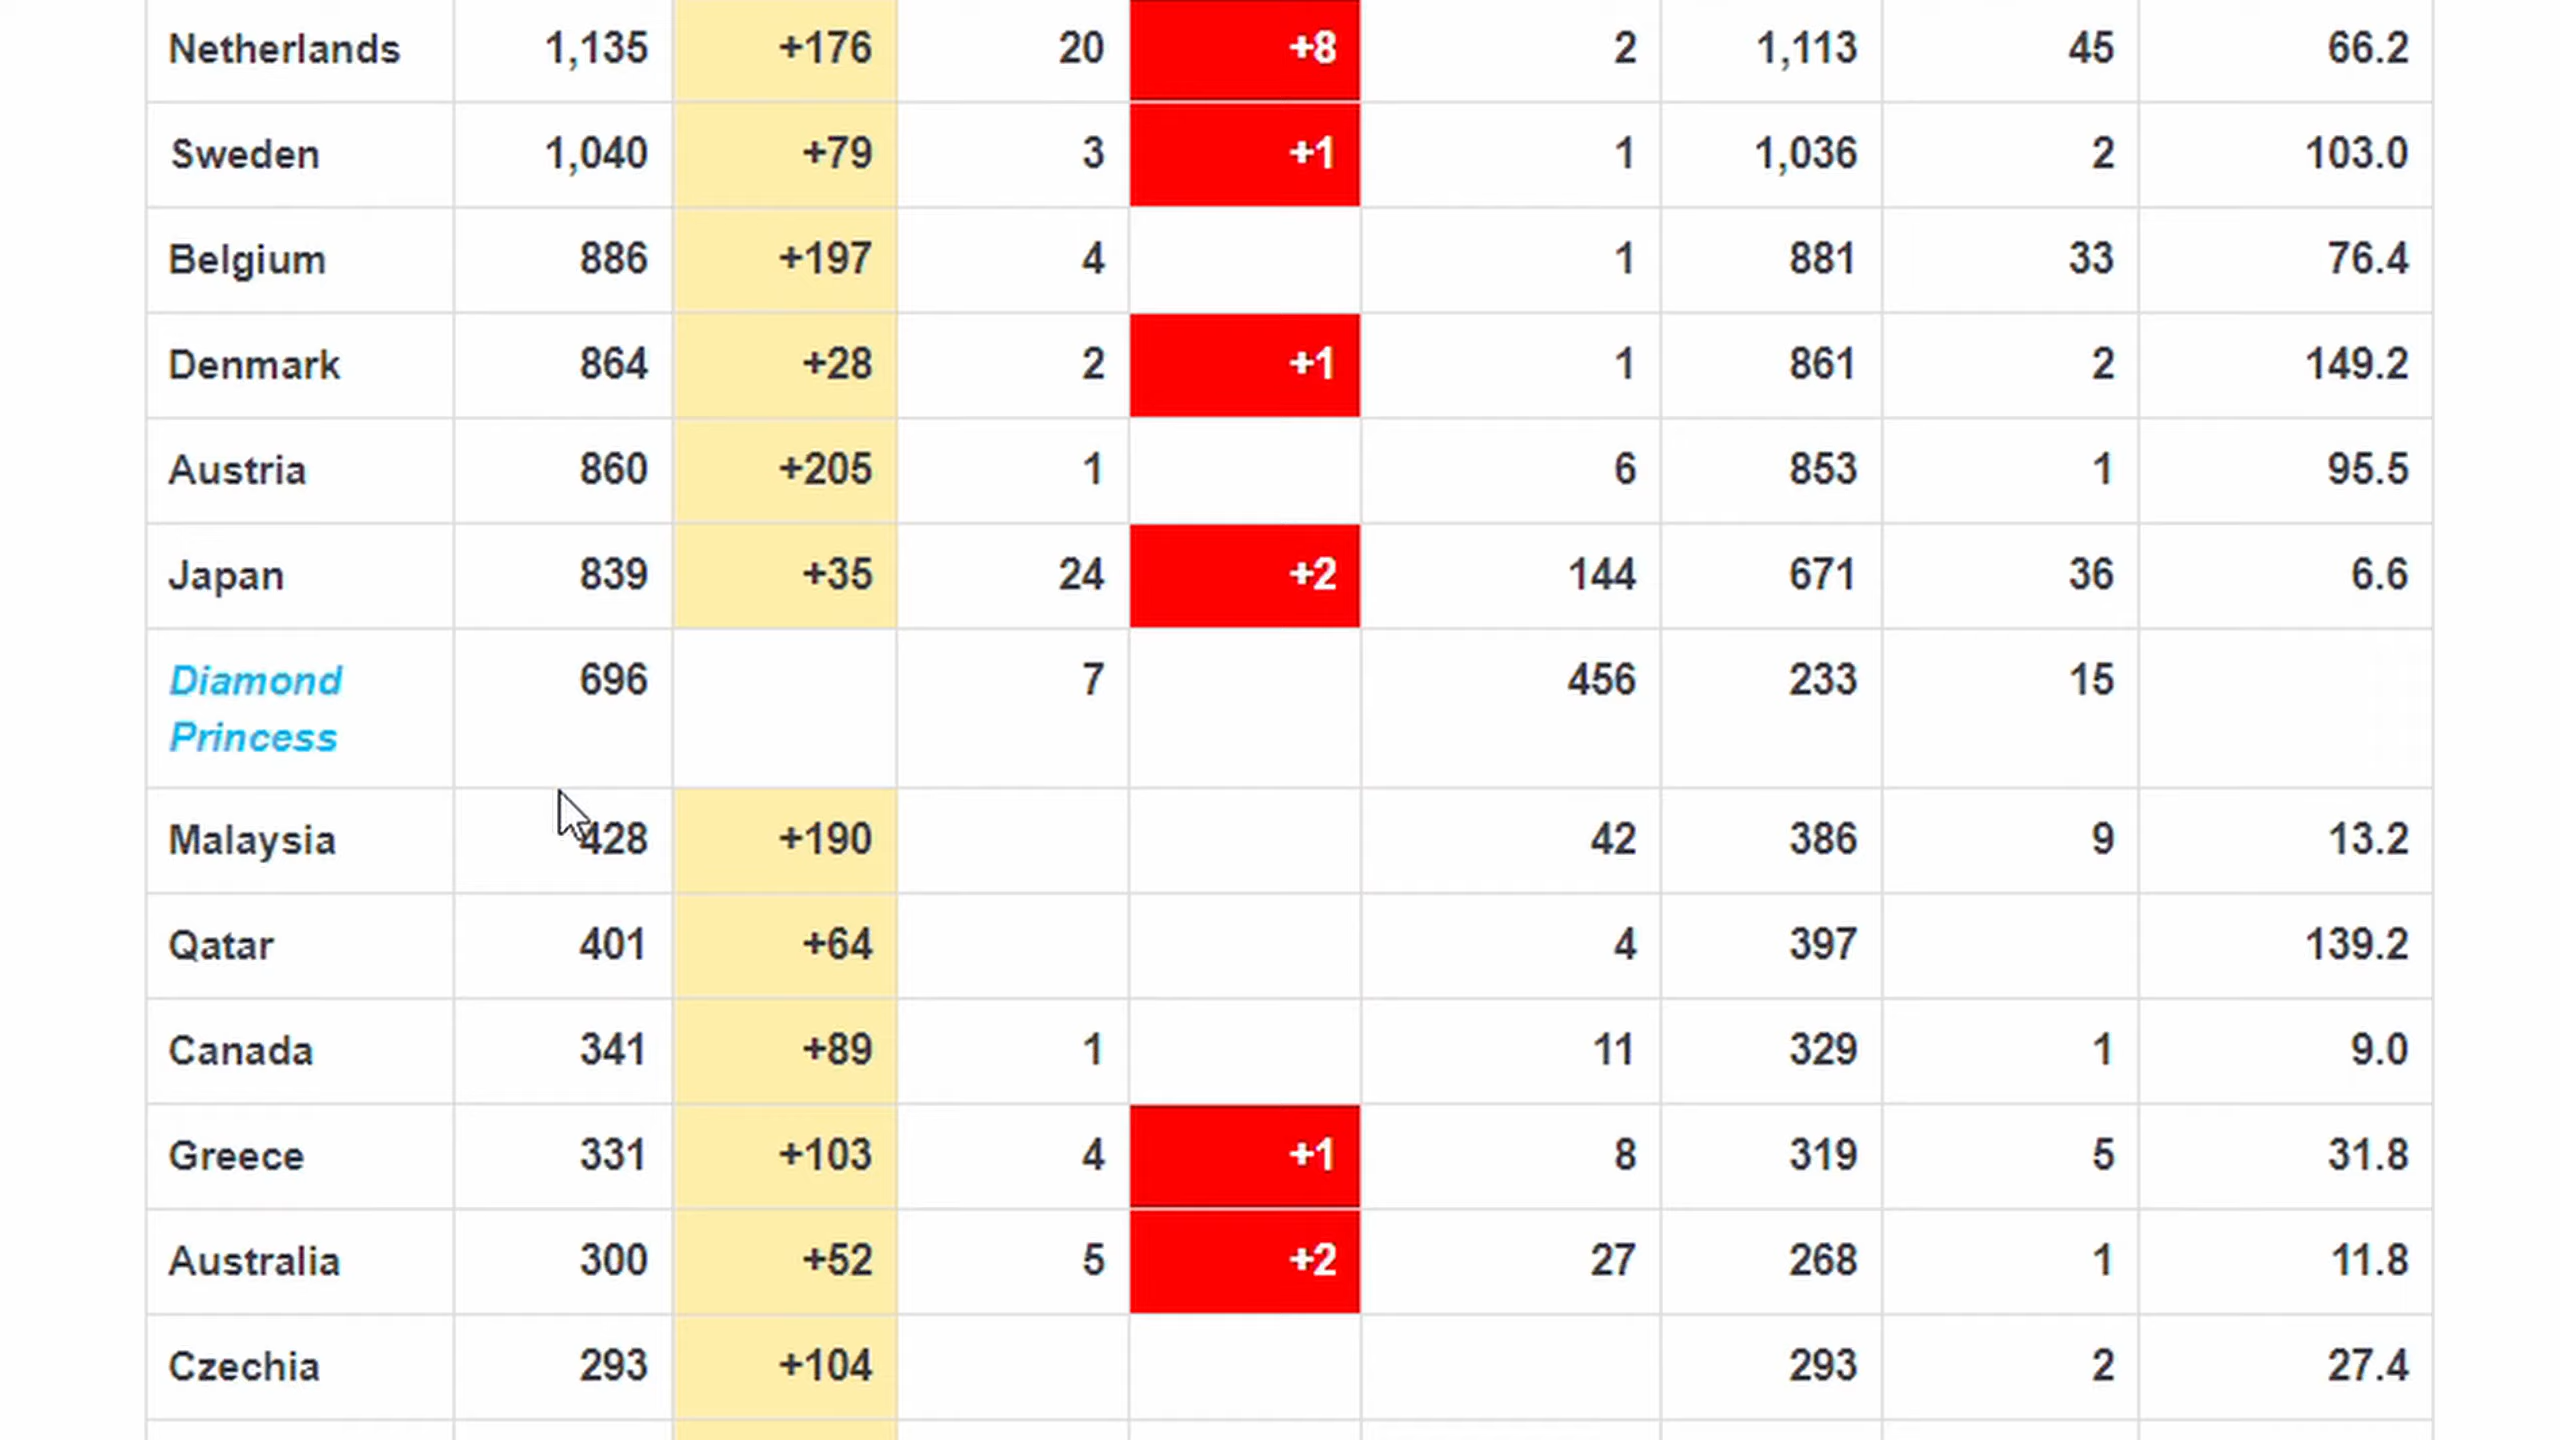 Netherlands 1,135 +176 20 +8 2 1,113 45 66.2
Sweden 1,040 +79 3 +1 1 1,036 2 103.0
Belgium 886 +197 4 1 881 33 76.4
Denmark 864 +28 2 +1 1 861 2 149.2
Austria 860 +205 1 6 853 1 95.5
Japan 839 +35 24 +2 144 671 36 6.6
Diamond 696 7 456 233 15
Princess
Malaysia 428 +190 42 386 9 13.2
Qatar 401 +64 4 397 139.2
Canada 341 +89 1 11 329 1 9.0
Greece 331 +103 4 +1 8 319 5 31.8
Australia 300 +52 5 +2 27 268 1 11.8
Czechia 293 +104 293 2 27.4